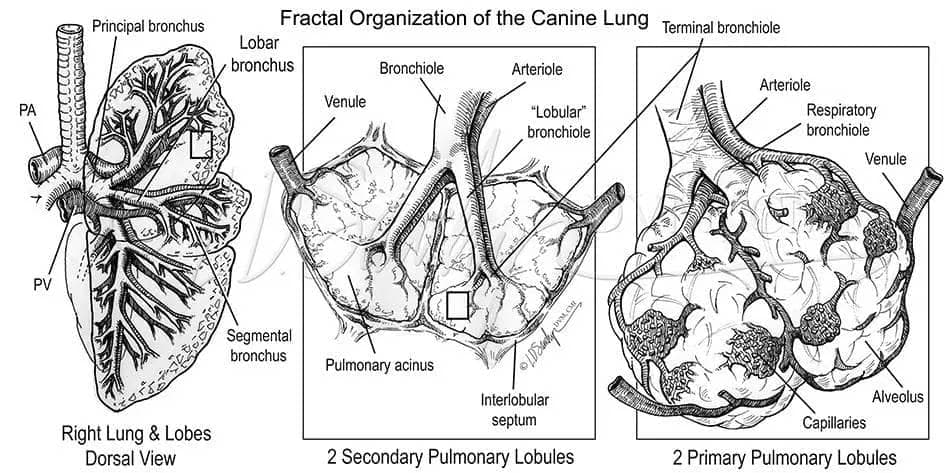 Fractal Organization of the Canine Lung
Principal bronchus
Lobar
bronchus
PA
PV
Segmental
bronchus
Right Lung & Lobes
Dorsal View
Bronchiole
Arteriole
Venule
“Lobular”
bronchiole
Pulmonary acinus
Interlobular
septum
2 Secondary Pulmonary Lobules
Terminal bronchiole
Arteriole
Respiratory
bronchiole
Venule
Alveolus
Capillaries
2 Primary Pulmonary Lobules